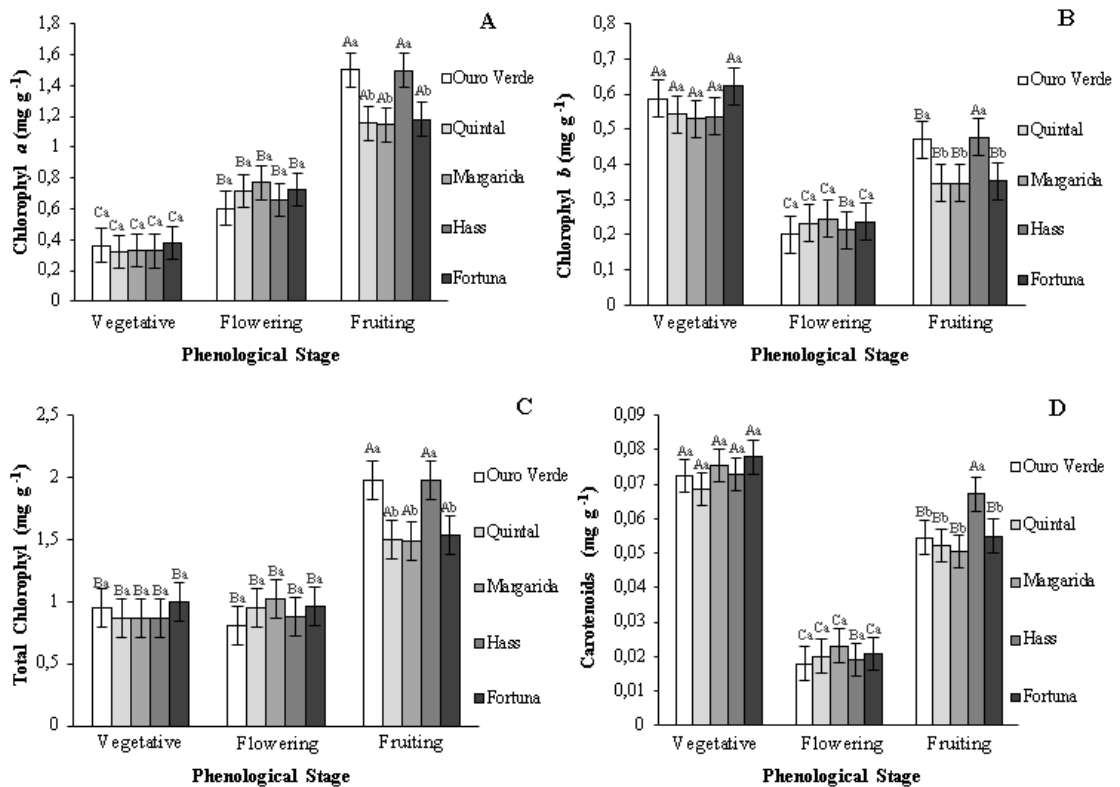 A
Chlorophyl a (mg g-1)
1,8
1,6
1,4
1,2
1
0,8
0,6
0,4
0,2
0
Ca Ca Ca Ca Ca
Ba Ba Ba Ba Ba
Aa Ab Ab Aa Ab
Vegetative Flowering Fruiting
Phenological Stage
Ouro Verde
Quintal
Margarida
Hass
Fortuna
B
Chlorophyl b (mg g-1)
0,8
0,7
0,6
0,5
0,4
0,3
0,2
0,1
0
Aa Aa Aa Aa Aa
Ca Ca Ca Ba Ca
Ba Bb Bb Aa Bb
Vegetative Flowering Fruiting
Phenological Stage
Ouro Verde
Quintal
Margarida
Hass
Fortuna
C
Total Chlorophyl (mg g-1)
2,5
2
1,5
1
0,5
0
Ba Ba Ba Ba Ba
Ba Ba Ba Ba Ba
Aa Ab Ab Aa Ab
Vegetative Flowering Fruiting
Phenological Stage
Ouro Verde
Quintal
Margarida
Hass
Fortuna
D
Carotenoids (mg g-1)
0,09
0,08
0,07
0,06
0,05
0,04
0,03
0,02
0,01
0
Aa Aa Aa Aa Aa
Ca Ca Ca Ba Ca
Bb Bb Bb Aa Bb
Vegetative Flowering Fruiting
Phenological Stage
Ouro Verde
Quintal
Margarida
Hass
Fortuna